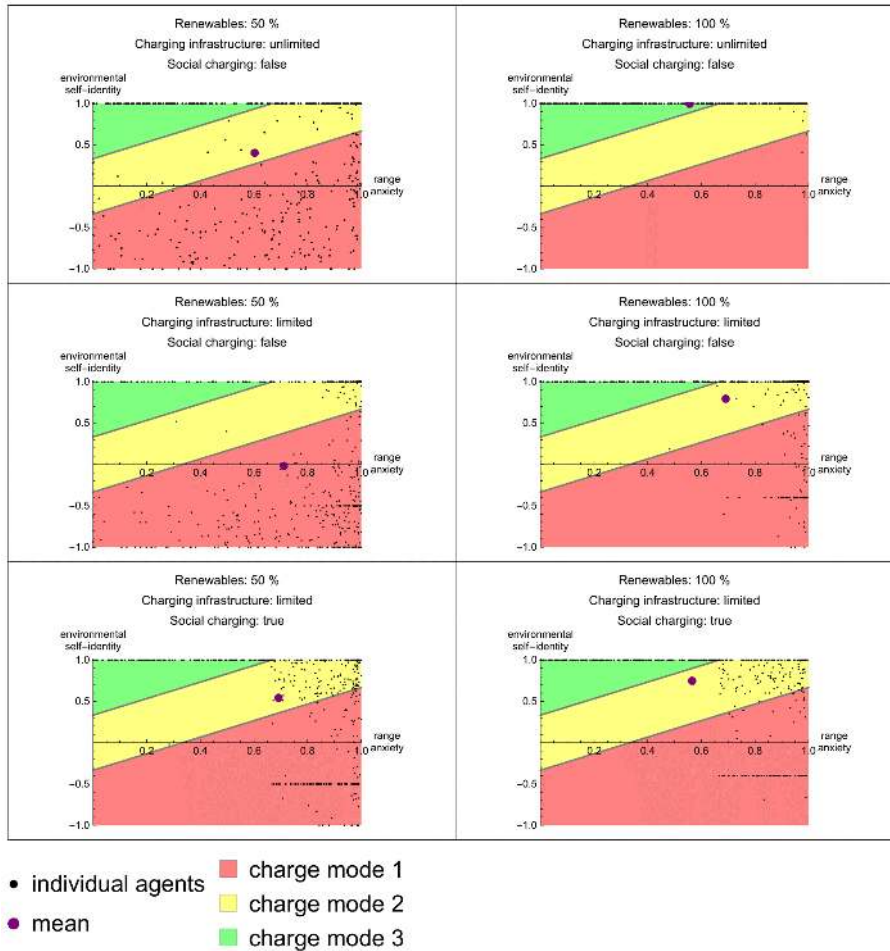 Renewables: 50 %
Charging infrastructure: unlimited
Social charging: false
environmental
self-identity
1.0
0.5
range
anxiety
0.2
0.4
0.6
0.8
1.0
−0.5
−1.0
Renewables: 100 %
Charging infrastructure: unlimited
Social charging: false
environmental
self-identity
1.0
0.5
range
anxiety
0.2
0.4
0.6
0.8
1.0
−0.5
−1.0
Renewables: 50 %
Charging infrastructure: limited
Social charging: false
environmental
self-identity
1.0
0.5
range
anxiety
0.2
0.4
0.6
0.8
1.0
−0.5
−1.0
Renewables: 100 %
Charging infrastructure: limited
Social charging: false
environmental
self-identity
1.0
0.5
range
anxiety
0.2
0.4
0.6
0.8
1.0
−0.5
−1.0
Renewables: 50 %
Charging infrastructure: limited
Social charging: true
environmental
self-identity
1.0
0.5
range
anxiety
0.2
0.4
0.6
0.8
1.0
−0.5
−1.0
Renewables: 100 %
Charging infrastructure: limited
Social charging: true
environmental
self-identity
1.0
0.5
range
anxiety
0.2
0.4
0.6
0.8
1.0
−0.5
−1.0
individual agents
mean
charge mode 1
charge mode 2
charge mode 3